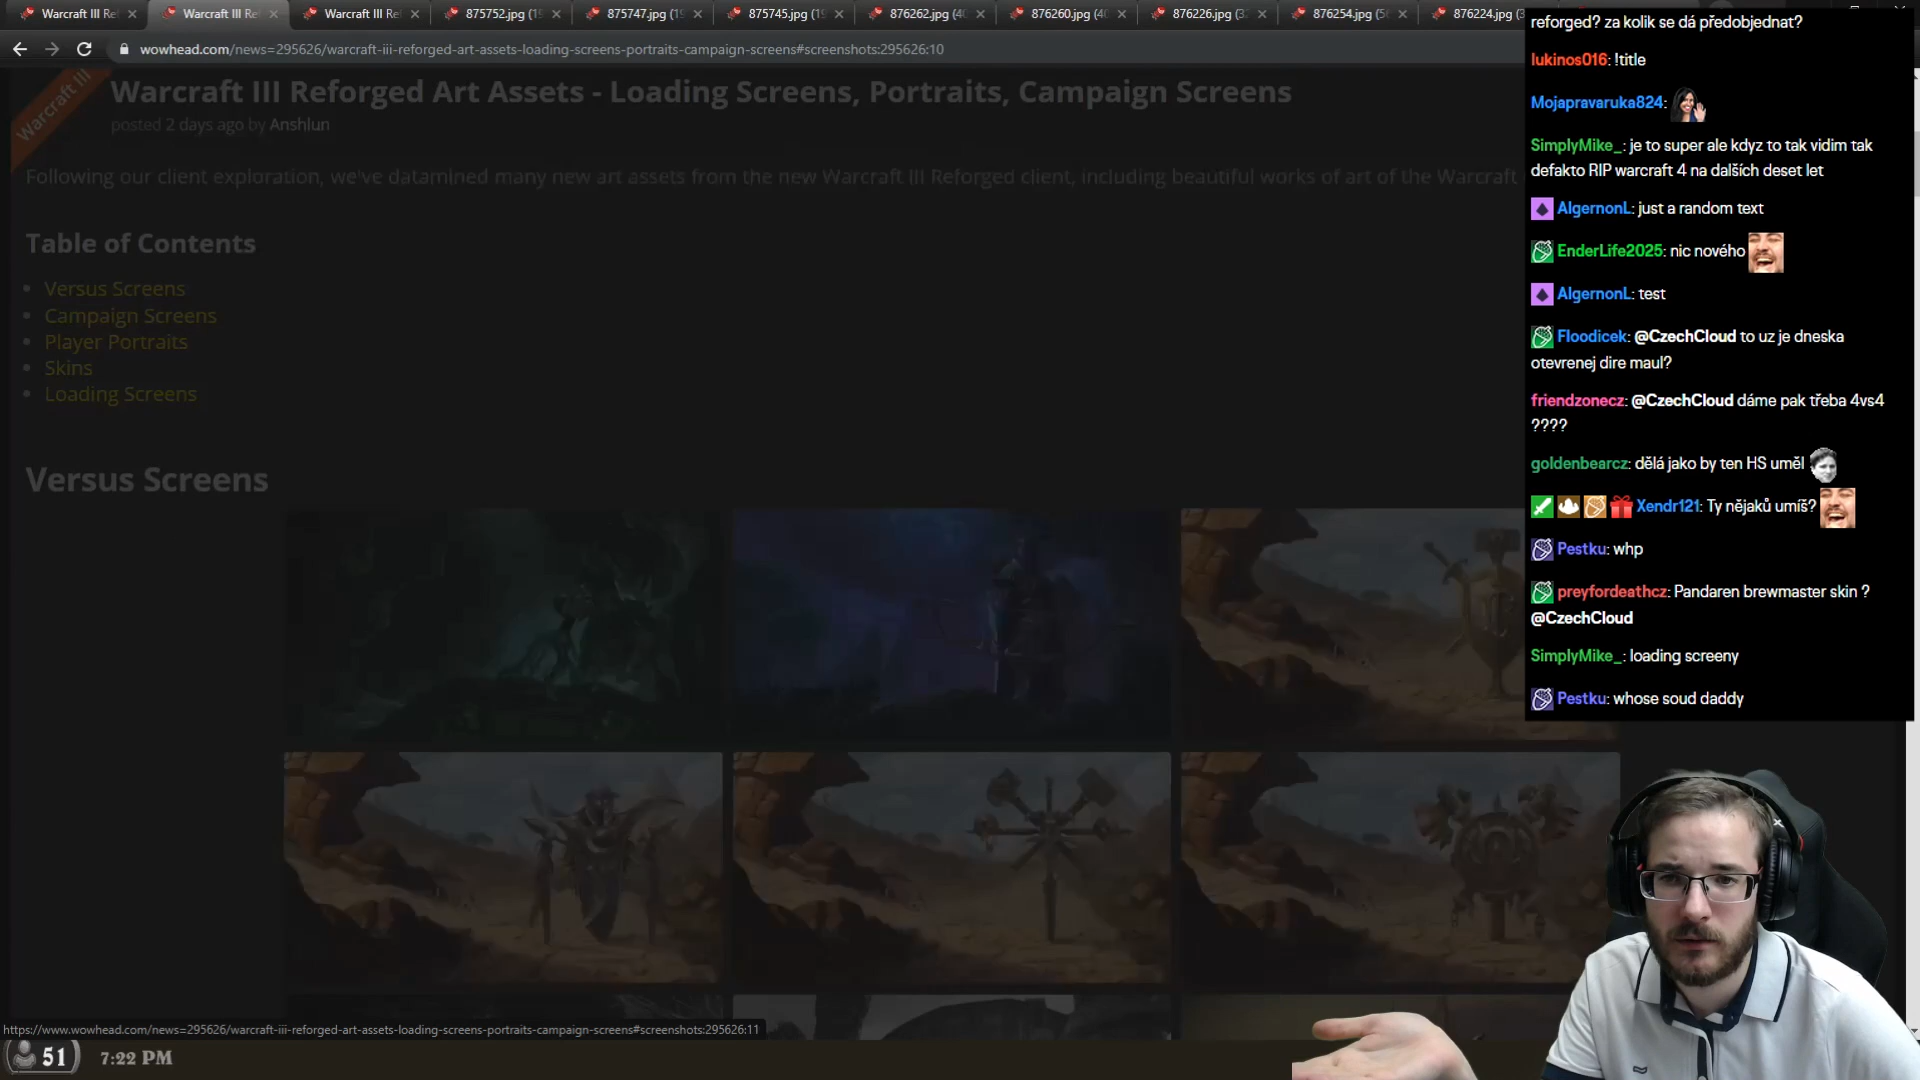 Warcraft III Re
Warcraft III Re
Warcraft III Re
875752.jpg (1
875747.jpg (19
875745.jpg (19
876262.jpg (40
876260.jpg (40
876226.jpg (3
876254.jpg (5
876224.jpg (3
wowhead.com/news=295626/warcraft-iii-reforged-art-assets-loading-screens-portraits-campaign-screens#screenshots:295626:10
Warcraft III
Warcraft III Reforged Art Assets - Loading Screens, Portraits, Campaign Screens
posted 2 days ago by Anshlun
Following our client exploration, we've datamined many new art assets from the new Warcraft III Reforged client, including beautiful works of art of the Warcraft
Table of Contents
• Versus Screens
• Campaign Screens
• Player Portraits
• Skins
• Loading Screens
Versus Screens
https://www.wowhead.com/news=295626/warcraft-iii-reforged-art-assets-loading-screens-portraits-campaign-screens#screenshots:295626:11
51
7:22 PM
reforged? za kolik se dá předobjednat?
lukinos016: !title
Mojapravaruka824:
SimplyMike_: je to super ale kdyz to tak vidim tak
defakto RIP warcraft 4 na dalších deset let
AlgernonL: just a random text
EnderLife2025: nic nového
AlgernonL: test
Floodicek: @CzechCloud to uz je dneska
otevrenej dire maul?
friendzonecz: @CzechCloud dáme pak třeba 4vs4
????
goldenbearcz: dělá jako by ten HS uměl
Xendr121: Ty nějaků umíš?
Pestku: whp
preyfordeathcz: Pandaren brewmaster skin ?
@CzechCloud
SimplyMike_: loading screeny
Pestku: whose soud daddy